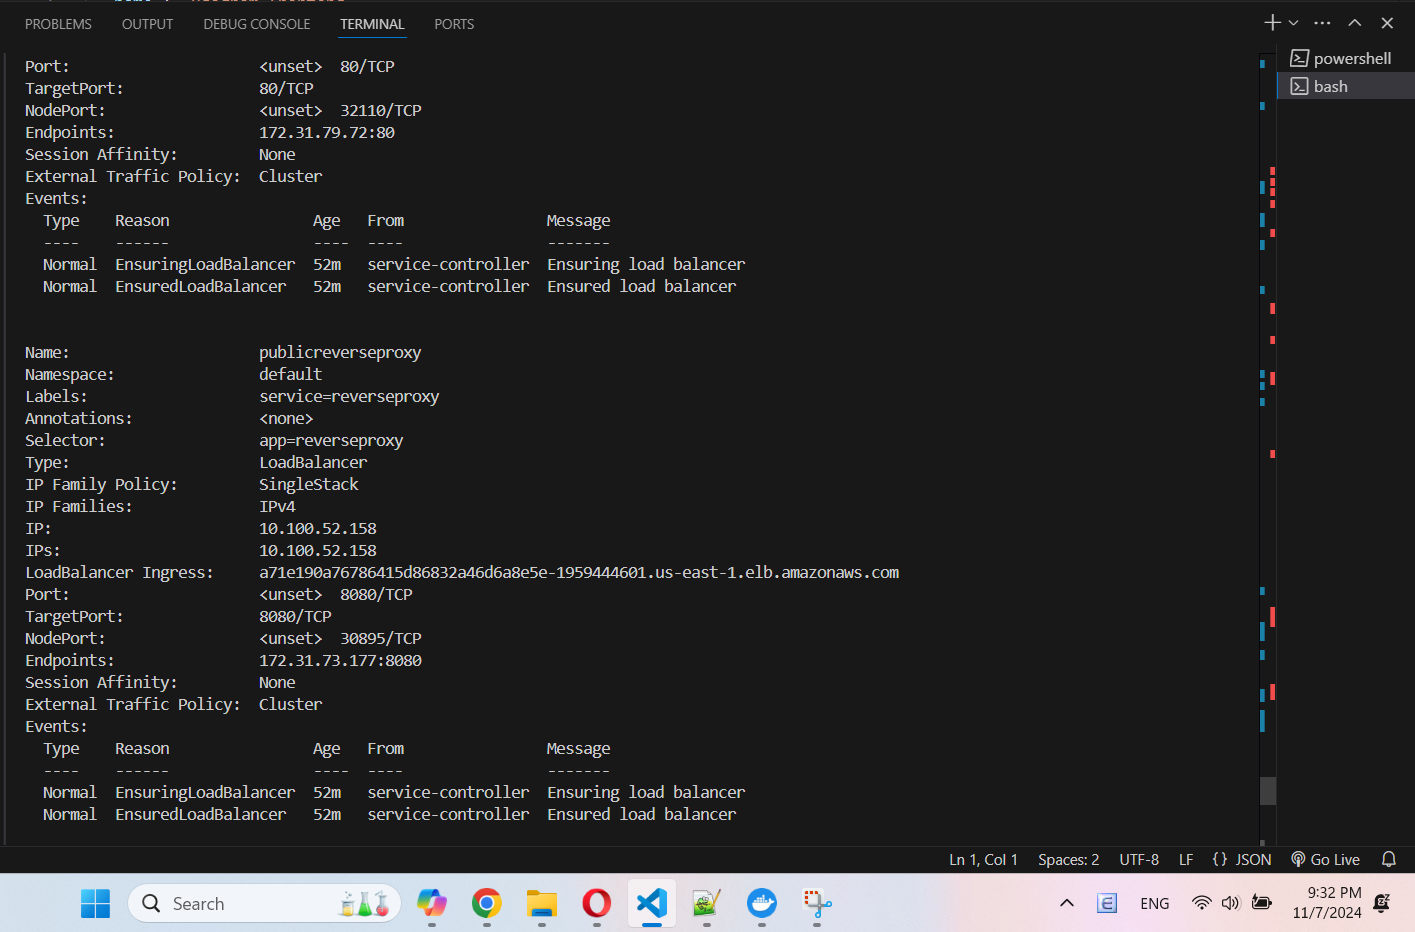 PROBLEMS OUTPUT DEBUG CONSOLE TERMINAL PORTS
powershell
bash
Port: <unset> 80/TCP
TargetPort: 80/TCP
NodePort: <unset> 32110/TCP
Endpoints: 172.31.79.72:80
Session Affinity: None
External Traffic Policy: Cluster
Events:
Type Reason Age From Message
---- ------ ---- ---- -------
Normal EnsuringLoadBalancer 52m service-controller Ensuring load balancer
Normal EnsuredLoadBalancer 52m service-controller Ensured load balancer
Name: publicreverseproxy
Namespace: default
Labels: service=reverseproxy
Annotations: <none>
Selector: app=reverseproxy
Type: LoadBalancer
IP Family Policy: SingleStack
IP Families: IPv4
IP: 10.100.52.158
IPs: 10.100.52.158
LoadBalancer Ingress: a71e190a76786415d86832a46d6a8e5e-1959444601.us-east-1.elb.amazonaws.com
Port: <unset> 8080/TCP
TargetPort: 8080/TCP
NodePort: <unset> 30895/TCP
Endpoints: 172.31.73.177:8080
Session Affinity: None
External Traffic Policy: Cluster
Events:
Type Reason Age From Message
---- ------ ---- ---- -------
Normal EnsuringLoadBalancer 52m service-controller Ensuring load balancer
Normal EnsuredLoadBalancer 52m service-controller Ensured load balancer
Ln 1, Col 1 Spaces: 2 UTF-8 LF {} JSON Go Live
Search
ENG
9:32 PM
11/7/2024